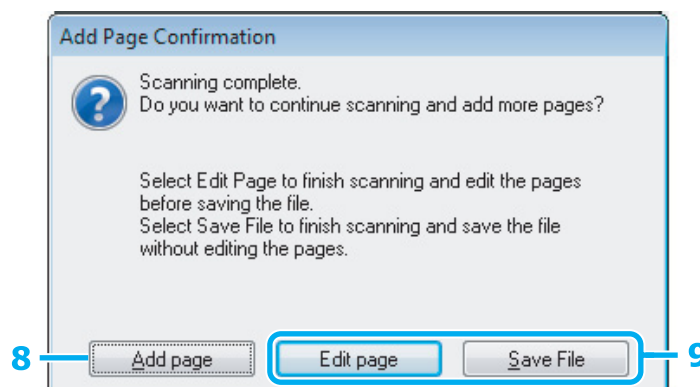 Add Page Confirmation
Scanning complete.
Do you want to continue scanning and add more pages?
Select Edit Page to finish scanning and edit the pages
before saving the file.
Select Save File to finish scanning and save the file
without editing the pages.
8 Add page Edit page Save File 9